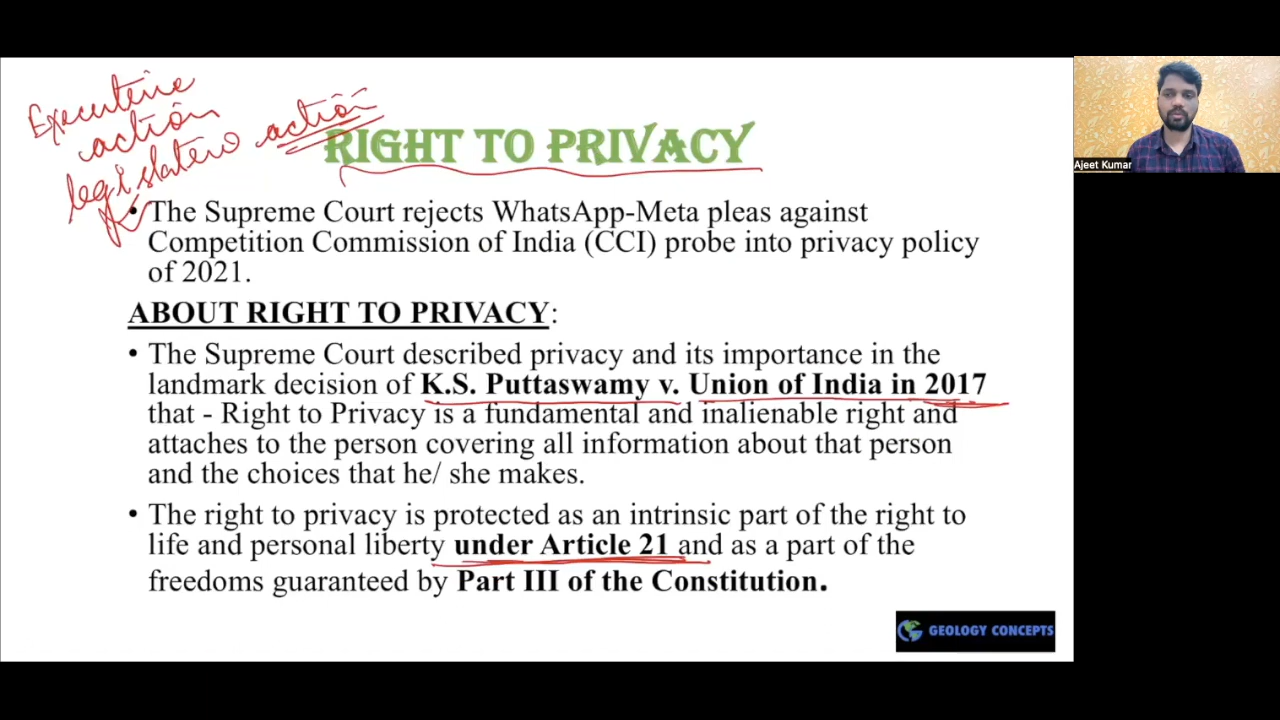 Executive
action
legislative action
RIGHT TO PRIVACY
• The Supreme Court rejects WhatsApp-Meta pleas against
Competition Commission of India (CCI) probe into privacy policy
of 2021.
ABOUT RIGHT TO PRIVACY:
• The Supreme Court described privacy and its importance in the
landmark decision of K.S. Puttaswamy v. Union of India in 2017
that - Right to Privacy is a fundamental and inalienable right and
attaches to the person covering all information about that person
and the choices that he/ she makes.
• The right to privacy is protected as an intrinsic part of the right to
life and personal liberty under Article 21 and as a part of the
freedoms guaranteed by Part III of the Constitution.
GEOLOGY CONCEPTS
Ajeet Kumar